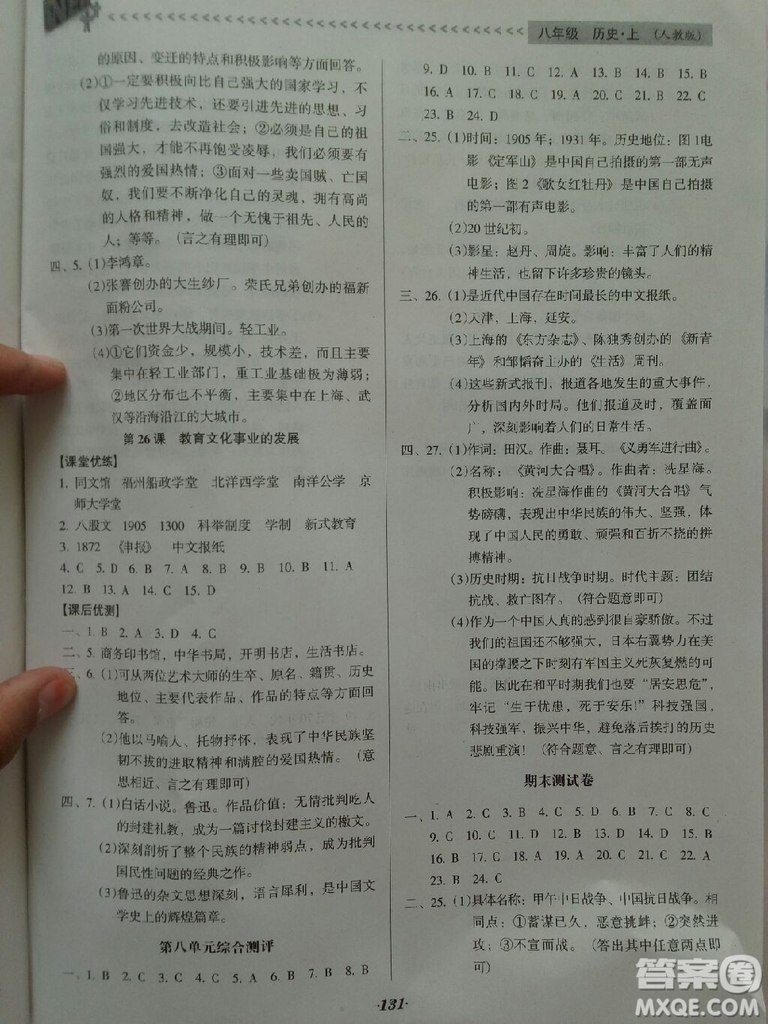 八年级 历史·上 (人教版)
的原因、变迁的特点和积极影响等方面回答。
(2)①一定要积极向比自己强大的国家学习，不
仅学习先进技术，还要引进先进的思想、习
俗和制度，去改造社会；②必须是自己的祖
国强大，才能不再受凌辱，我们必须要有
强烈的爱国热情；③面对一些卖国贼、亡国
奴，我们要不断净化自己的灵魂，拥有高尚
的人格和精神，做一个无愧于祖先、人民的
人；等等。(言之有理即可)
四、5. (1)李鸿章。
(2)张謇创办的大生纱厂。荣氏兄弟创办的福新
面粉公司。
(3)第一次世界大战期间。轻工业。
(4)①它们资金少，规模小，技术差，而且主要
集中在轻工业部门，重工业基础极为薄弱；
②地区分布也不平衡，主要集中在上海、武
汉等沿海沿江的大城市。
第26课 教育文化事业的发展
【课堂优练】
1. 同文馆 福州船政学堂 北洋西学堂 南洋公学 京
师大学堂
2. 八股文 1905 1300 科举制度 学制 新式教育
3. 1872 《申报》 中文报纸
4. C 5. D 6. B 7. A 8. D 9. B 10. C 11. A
12. B 13. A 14. C 15. D
【课后优测】
一、1. B 2. A 3. D 4. C
二、5. 商务印书馆，中华书局，开明书店，生活书店。
三、6. (1)可从两位艺术大师的生卒、原名、籍贯、历史
地位、主要代表作品、作品的特点等方面回
答。
(2)他以马喻人、托物抒怀，表现了中华民族坚
韧不拔的进取精神和满腔的爱国热情。(意
思相近、言之有理即可)
四、7. (1)白话小说。鲁迅。作品价值：无情批判吃人
的封建礼教，成为一篇讨伐封建主义的檄文。
(2)深刻剖析了整个民族的精神弱点，成为批判
国民性问题的经典之作。
(3)鲁迅的杂文思想深刻，语言犀利，是中国文
学史上的辉煌篇章。
第八单元综合测评
一、1. B 2. C 3. D 4. C 5. A 6. B 7. B 8. B
9. D 10. B 11. C 12. A 13. C 14. B 15. B
16. A 17. C 18. C 19. D 20. A 21. D 22. C
23. B 24. D
二、25. (1)时间：1905年；1931年。历史地位：图1电
影《定军山》是中国自己拍摄的第一部无声
电影；图2《歌女红牡丹》是中国自己拍摄
的第一部有声电影。
(2)20世纪初。
(3)影星：赵丹、周旋。影响：丰富了人们的精
神生活，也留下许多珍贵的镜头。
三、26. (1)是近代中国存在时间最长的中文报纸。
(2)天津，上海，延安。
(3)上海的《东方杂志》、陈独秀创办的《新青
年》和邹韬奋主办的《生活》周刊。
(4)这些新式报刊，报道各地发生的重大事件，
分析国内外时局。介绍世界动态，覆盖面广，
深刻影响着人们的日常生活。
四、27. (1)作词：田汉。作曲：聂耳。《义勇军进行曲》。
(2)名称：《黄河大合唱》。作曲者：冼星海。
积极影响：冼星海作曲的《黄河大合唱》气
势磅礴，表现出中华民族的伟大、坚强，体
现了中国人民的勇敢、顽强和百折不挠的拼
搏精神。
(3)历史时期：抗日战争时期。时代主题：团结
抗战、救亡图存。(符合题意即可)
(4)作为一个中国人真的感到很自豪骄傲。不过
我们的国歌也提醒我们，日本右翼势力在美国
的撑腰之下企图使日本军国主义死灰复燃的可
能。因此在和平时期我们也要“居安思危”，
牢记“生于忧患，死于安乐!”科技强国，
科技强军，振兴中华，避免落后挨打的历史
悲剧重演!(符合题意、言之有理即可)
期末测试卷
一、1. A 2. C 3. C 4. B 5. B 6. C 7. D 8. B
9. C 10. B 11. C 12. A 13. D 14. C 15. C
16. B 17. A 18. D 19. B 20. C 21. B 22. D
23. B 24. C
二、25. (1)具体名称：甲午中日战争、中国抗日战争。相
同点：①蓄谋已久，恶意挑衅；②突然进
攻；③不宣而战。(答出其中任意两点即
可)
·131·
答案圈
MXQE.COM